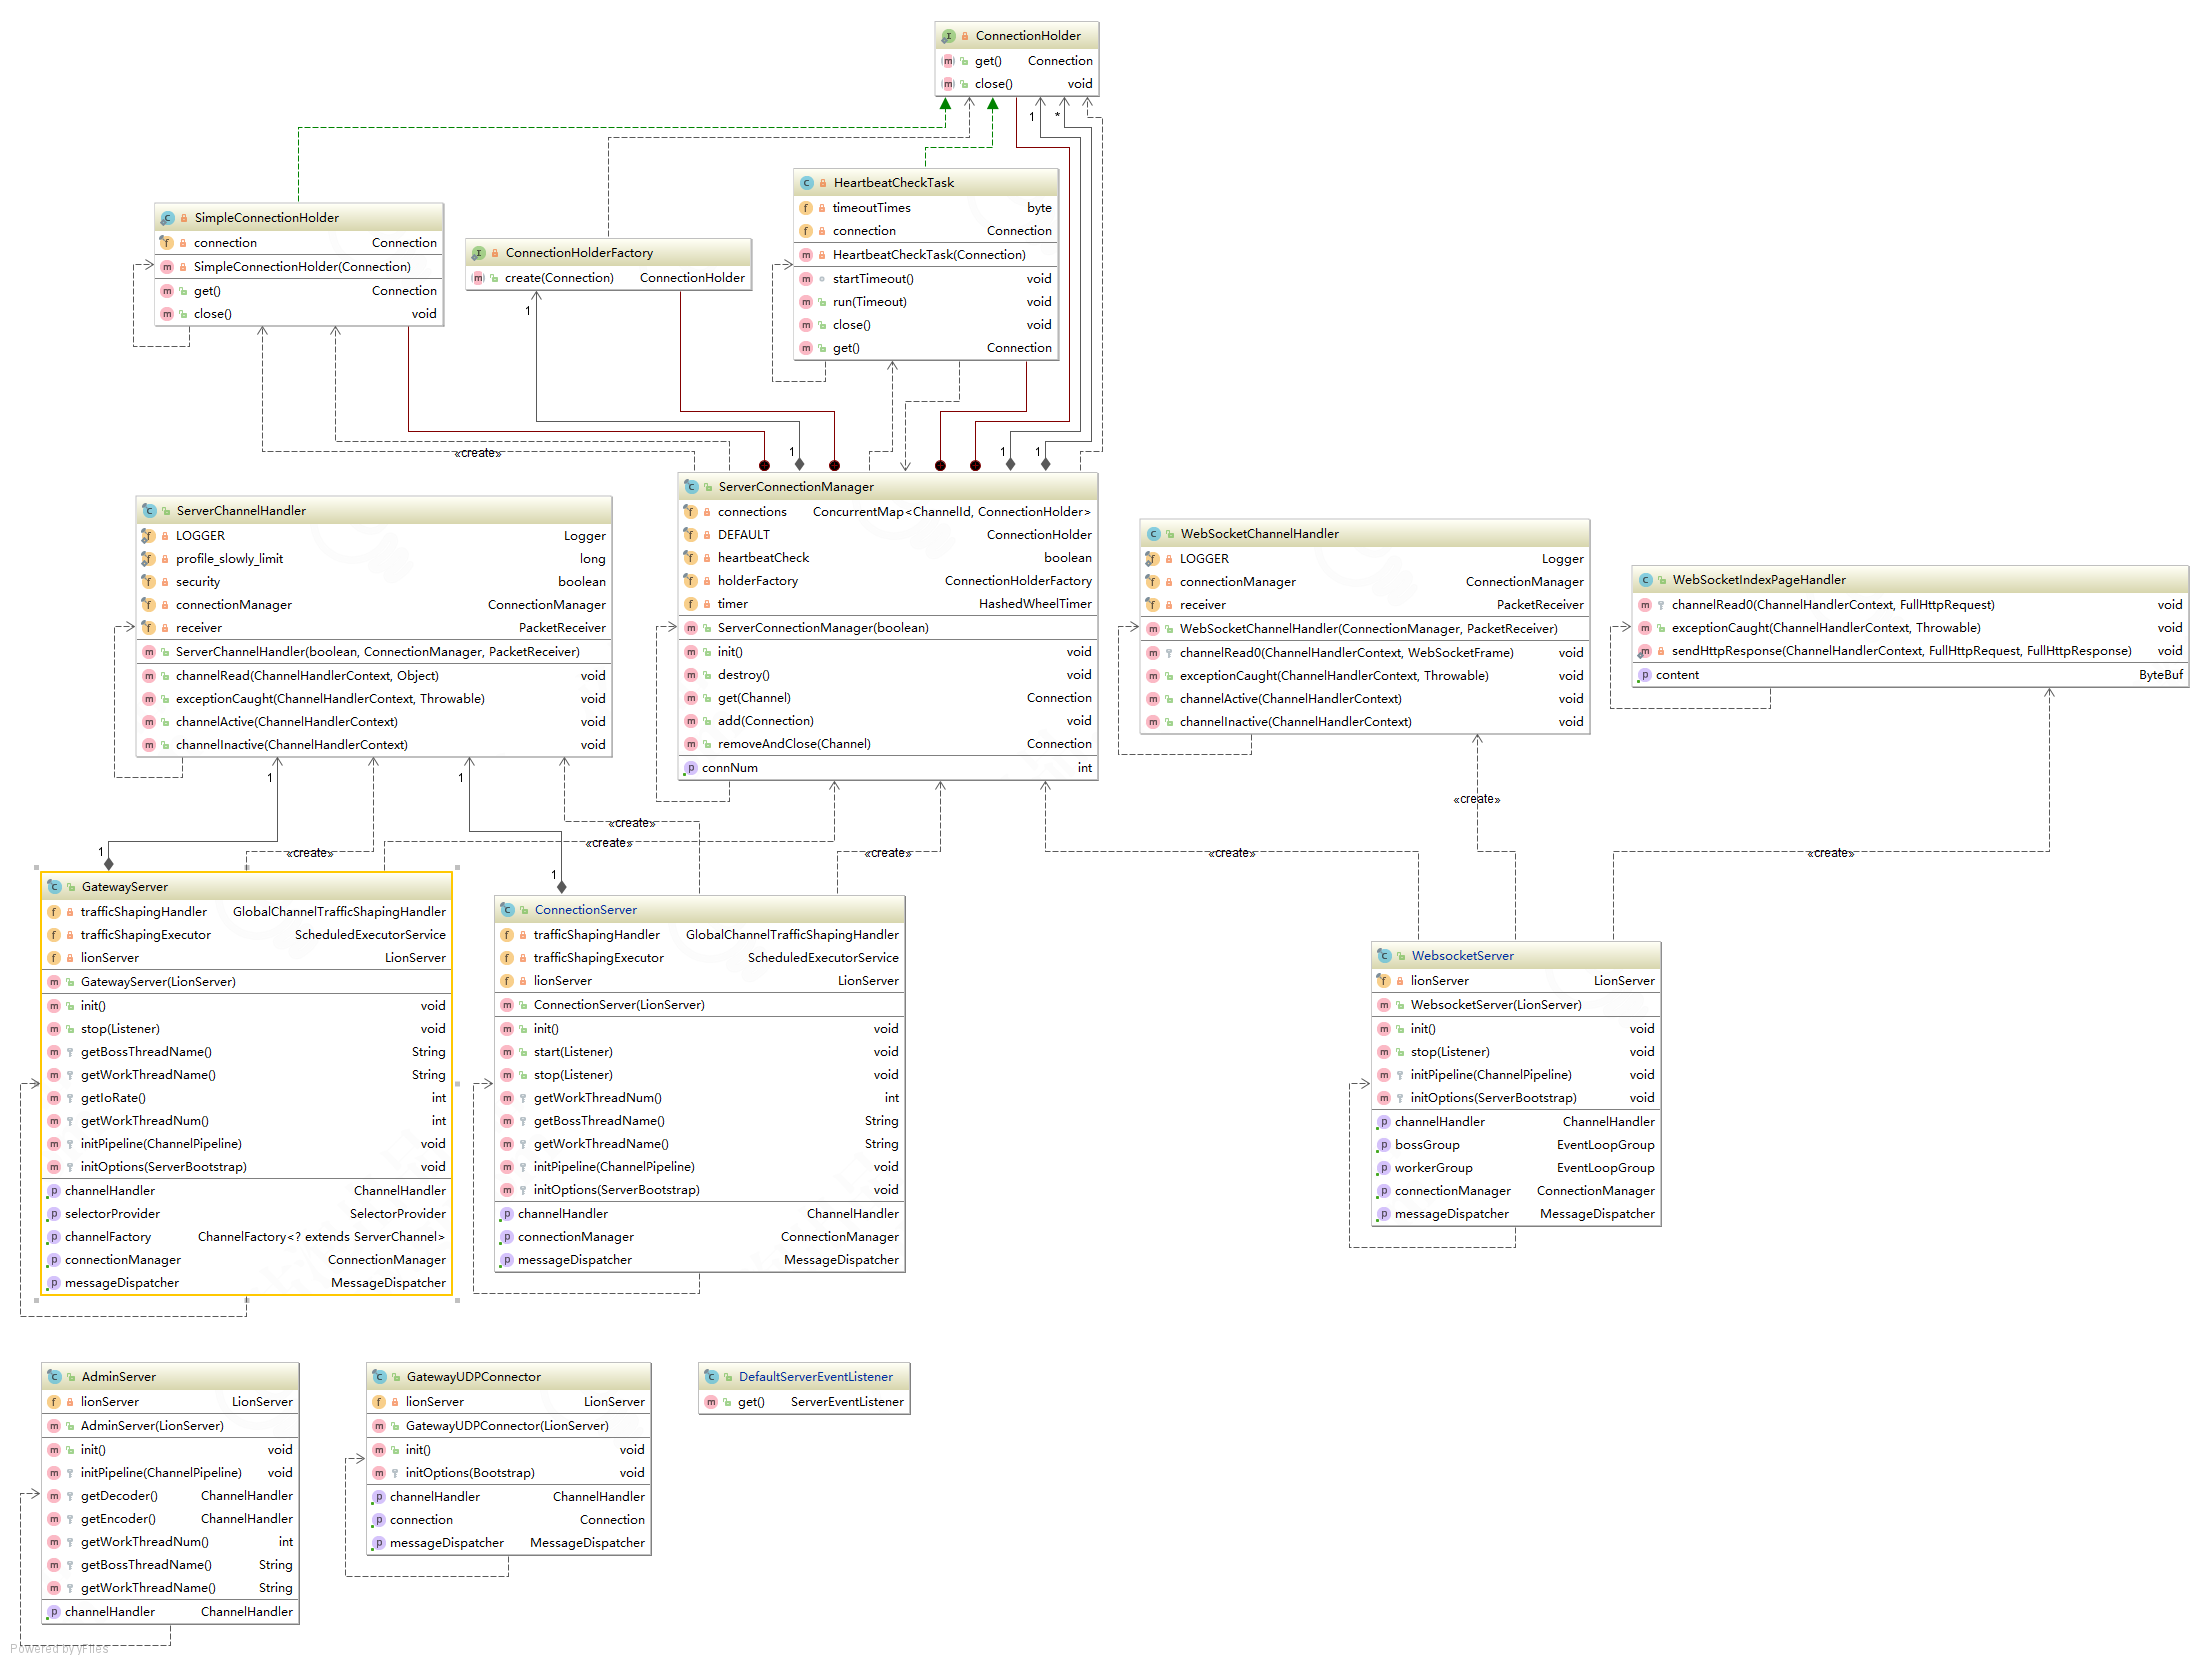 ConnectionHolder
get() Connection
close() void
1 *
HeartbeatCheckTask
timeoutTimes byte
connection Connection
HeartbeatCheckTask(Connection)
startTimeout() void
run(Timeout) void
close() void
get() Connection
SimpleConnectionHolder
connection Connection
SimpleConnectionHolder(Connection)
get() Connection
close() void
ConnectionHolderFactory
create(Connection) ConnectionHolder
1
«create»
1 1 1
ServerConnectionManager
connections ConcurrentMap<ChannelId, ConnectionHolder>
DEFAULT ConnectionHolder
heartbeatCheck boolean
holderFactory ConnectionHolderFactory
timer HashedWheelTimer
ServerConnectionManager(boolean)
init() void
destroy() void
get(Channel) Connection
add(Connection) void
removeAndClose(Channel) Connection
connNum int
ServerChannelHandler
LOGGER Logger
profile_slowly_limit long
security boolean
connectionManager ConnectionManager
receiver PacketReceiver
ServerChannelHandler(boolean, ConnectionManager, PacketReceiver)
channelRead(ChannelHandlerContext, Object) void
exceptionCaught(ChannelHandlerContext, Throwable) void
channelActive(ChannelHandlerContext) void
channelInactive(ChannelHandlerContext) void
WebSocketChannelHandler
LOGGER Logger
connectionManager ConnectionManager
receiver PacketReceiver
WebSocketChannelHandler(ConnectionManager, PacketReceiver)
channelRead0(ChannelHandlerContext, WebSocketFrame) void
exceptionCaught(ChannelHandlerContext, Throwable) void
channelActive(ChannelHandlerContext) void
channelInactive(ChannelHandlerContext) void
WebSocketIndexPageHandler
channelRead0(ChannelHandlerContext, FullHttpRequest) void
exceptionCaught(ChannelHandlerContext, Throwable) void
sendHttpResponse(ChannelHandlerContext, FullHttpRequest, FullHttpResponse) void
content ByteBuf
1 1
«create»
«create»
«create»
1 «create» «create» «create» «create»
1
GatewayServer
trafficShapingHandler GlobalChannelTrafficShapingHandler
trafficShapingExecutor ScheduledExecutorService
lionServer LionServer
GatewayServer(LionServer)
init() void
stop(Listener) void
getBossThreadName() String
getWorkThreadName() String
getIoRate() int
getWorkThreadNum() int
initPipeline(ChannelPipeline) void
initOptions(ServerBootstrap) void
channelHandler ChannelHandler
selectorProvider SelectorProvider
channelFactory ChannelFactory<? extends ServerChannel>
connectionManager ConnectionManager
messageDispatcher MessageDispatcher
ConnectionServer
trafficShapingHandler GlobalChannelTrafficShapingHandler
trafficShapingExecutor ScheduledExecutorService
lionServer LionServer
ConnectionServer(LionServer)
init() void
start(Listener) void
stop(Listener) void
getWorkThreadNum() int
getBossThreadName() String
getWorkThreadName() String
initPipeline(ChannelPipeline) void
initOptions(ServerBootstrap) void
channelHandler ChannelHandler
connectionManager ConnectionManager
messageDispatcher MessageDispatcher
WebsocketServer
lionServer LionServer
WebsocketServer(LionServer)
init() void
stop(Listener) void
initPipeline(ChannelPipeline) void
initOptions(ServerBootstrap) void
channelHandler ChannelHandler
bossGroup EventLoopGroup
workerGroup EventLoopGroup
connectionManager ConnectionManager
messageDispatcher MessageDispatcher
AdminServer
lionServer LionServer
AdminServer(LionServer)
init() void
initPipeline(ChannelPipeline) void
getDecoder() ChannelHandler
getEncoder() ChannelHandler
getWorkThreadNum() int
getBossThreadName() String
getWorkThreadName() String
channelHandler ChannelHandler
GatewayUDPConnector
lionServer LionServer
GatewayUDPConnector(LionServer)
init() void
initOptions(Bootstrap) void
channelHandler ChannelHandler
connection Connection
messageDispatcher MessageDispatcher
DefaultServerEventListener
get() ServerEventListener
Powered by yFiles